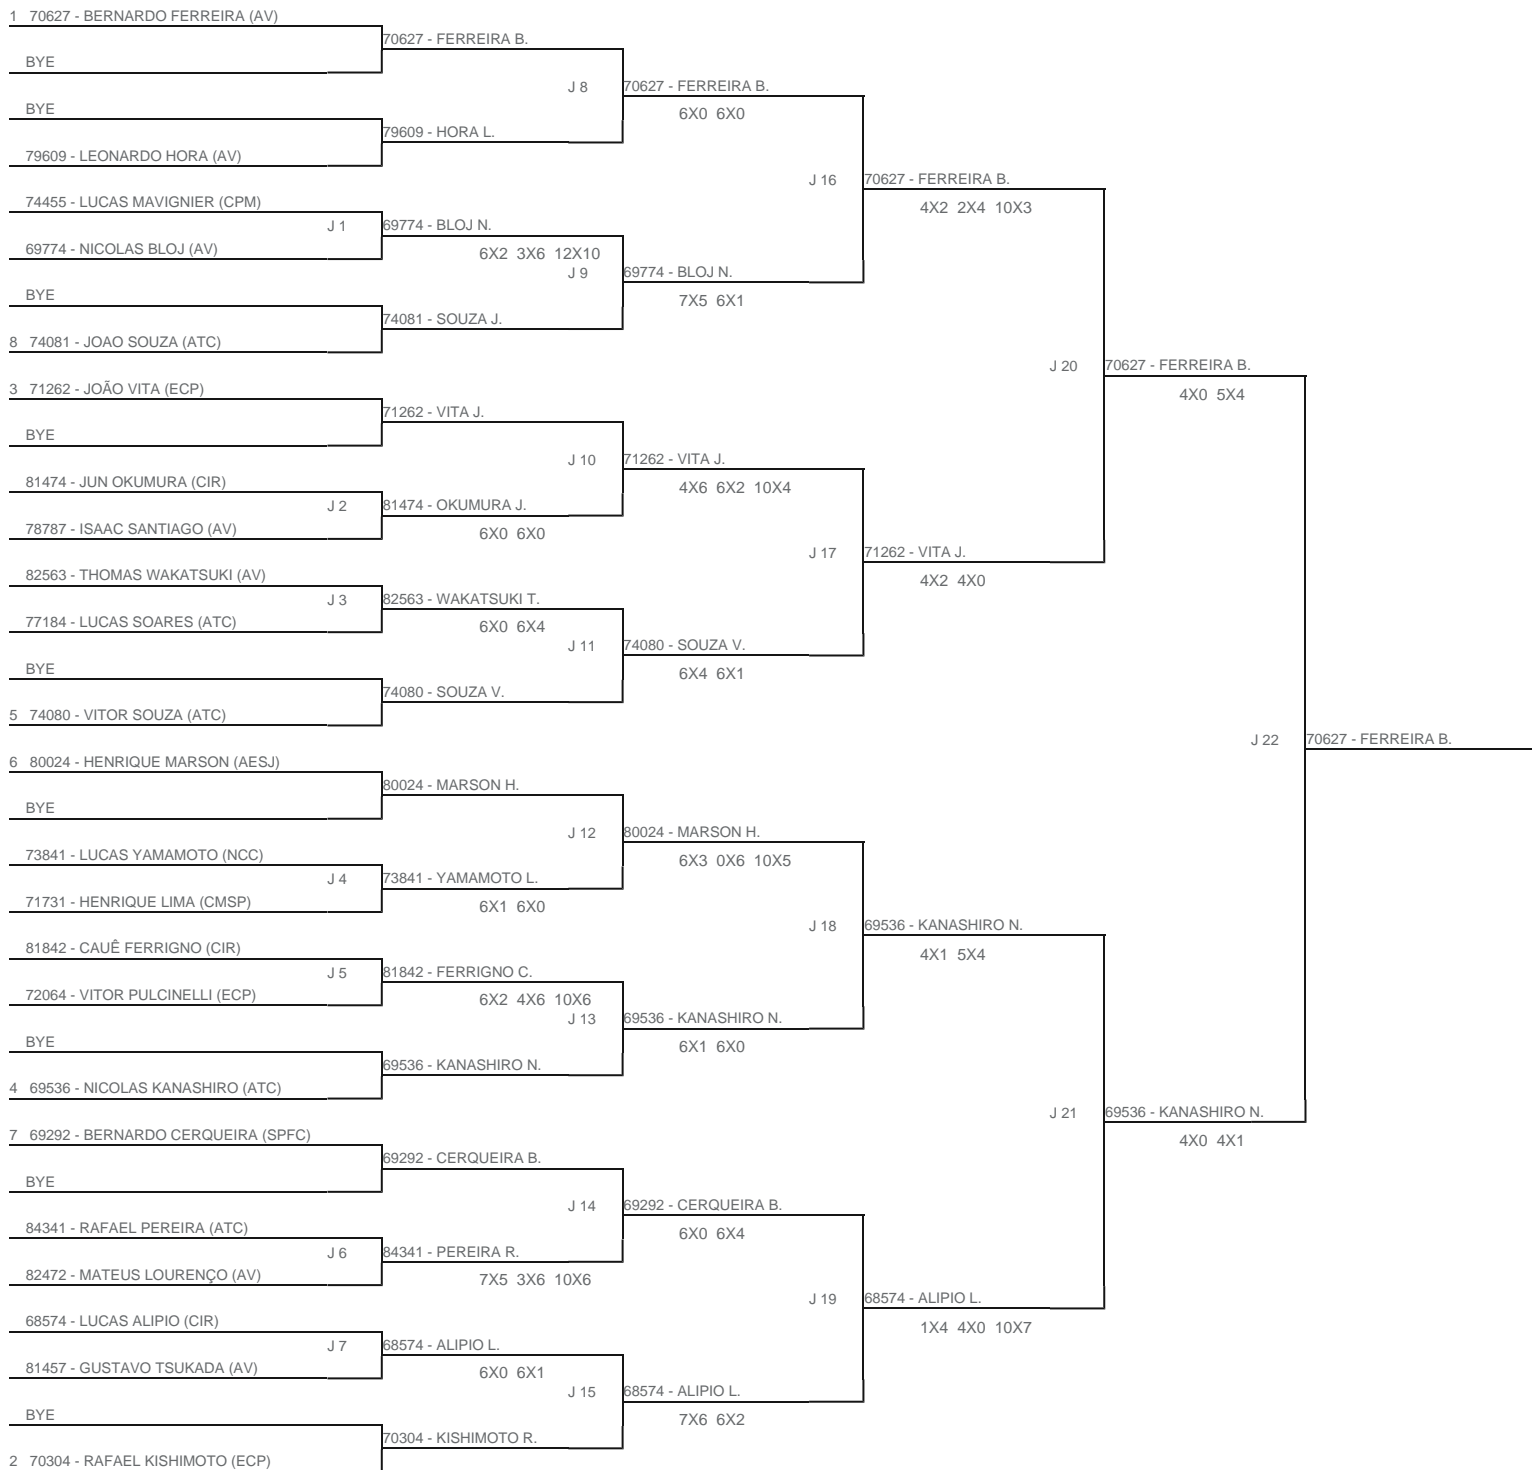 1 70627 - BERNARDO FERREIRA (AV)
70627 - FERREIRA B.
BYE
J 8
70627 - FERREIRA B.
6X0 6X0
BYE
79609 - HORA L.
79609 - LEONARDO HORA (AV)
J 16
70627 - FERREIRA B.
4X2 2X4 10X3
74455 - LUCAS MAVIGNIER (CPM)
J 1
69774 - BLOJ N.
6X2 3X6 12X10
69774 - NICOLAS BLOJ (AV)
J 9
69774 - BLOJ N.
7X5 6X1
BYE
74081 - SOUZA J.
8 74081 - JOAO SOUZA (ATC)
J 20
70627 - FERREIRA B.
4X0 5X4
3 71262 - JOÃO VITA (ECP)
71262 - VITA J.
BYE
J 10
71262 - VITA J.
4X6 6X2 10X4
81474 - JUN OKUMURA (CIR)
J 2
81474 - OKUMURA J.
6X0 6X0
78787 - ISAAC SANTIAGO (AV)
J 17
71262 - VITA J.
4X2 4X0
82563 - THOMAS WAKATSUKI (AV)
J 3
82563 - WAKATSUKI T.
6X0 6X4
77184 - LUCAS SOARES (ATC)
J 11
74080 - SOUZA V.
6X4 6X1
BYE
74080 - SOUZA V.
5 74080 - VITOR SOUZA (ATC)
J 22
70627 - FERREIRA B.
6 80024 - HENRIQUE MARSON (AESJ)
80024 - MARSON H.
BYE
J 12
80024 - MARSON H.
6X3 0X6 10X5
73841 - LUCAS YAMAMOTO (NCC)
J 4
73841 - YAMAMOTO L.
6X1 6X0
71731 - HENRIQUE LIMA (CMSP)
J 18
69536 - KANASHIRO N.
4X1 5X4
81842 - CAUÊ FERRIGNO (CIR)
J 5
81842 - FERRIGNO C.
6X2 4X6 10X6
72064 - VITOR PULCINELLI (ECP)
J 13
69536 - KANASHIRO N.
6X1 6X0
BYE
69536 - KANASHIRO N.
4 69536 - NICOLAS KANASHIRO (ATC)
J 21
69536 - KANASHIRO N.
4X0 4X1
7 69292 - BERNARDO CERQUEIRA (SPFC)
69292 - CERQUEIRA B.
BYE
J 14
69292 - CERQUEIRA B.
6X0 6X4
84341 - RAFAEL PEREIRA (ATC)
J 6
84341 - PEREIRA R.
7X5 3X6 10X6
82472 - MATEUS LOURENÇO (AV)
J 19
68574 - ALIPIO L.
1X4 4X0 10X7
68574 - LUCAS ALIPIO (CIR)
J 7
68574 - ALIPIO L.
6X0 6X1
81457 - GUSTAVO TSUKADA (AV)
J 15
68574 - ALIPIO L.
7X6 6X2
BYE
70304 - KISHIMOTO R.
2 70304 - RAFAEL KISHIMOTO (ECP)